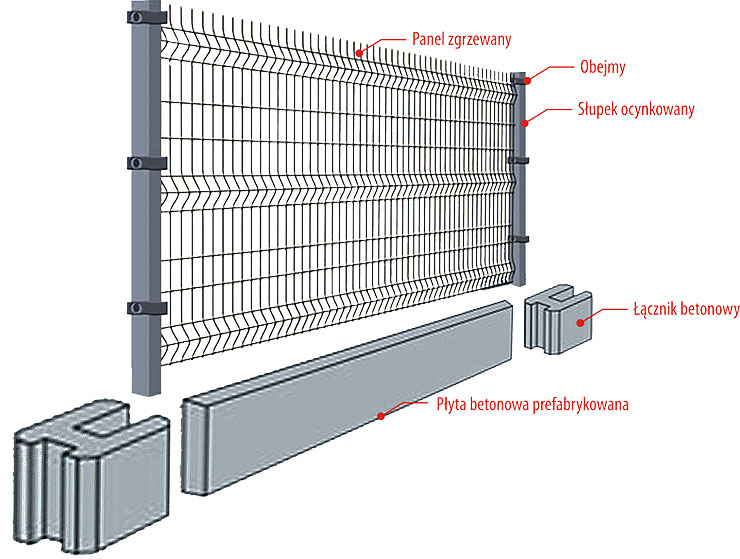 Panel zgrzewany
Obejmy
Słupek ocynkowany
Łącznik betonowy
Płyta betonowa prefabrykowana